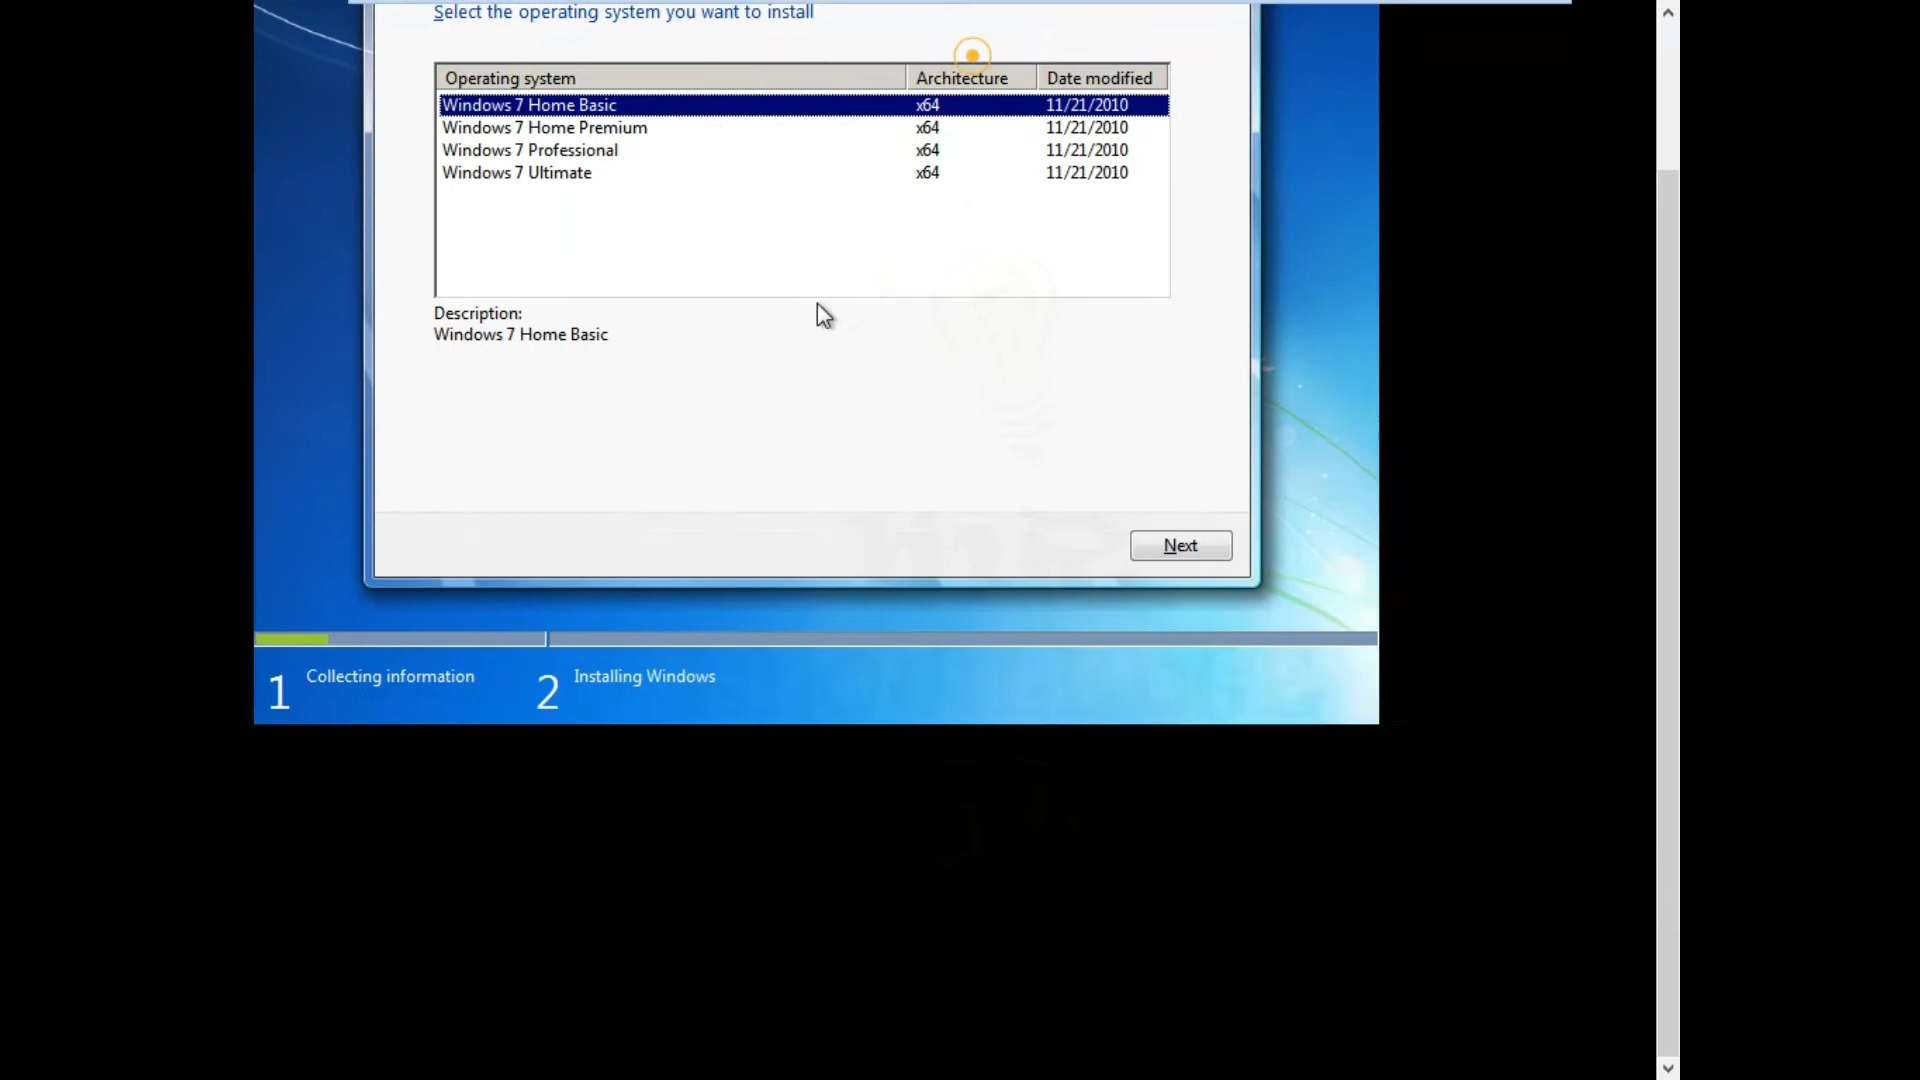 Select the operating system you want to install
Operating system Architecture Date modified
Windows 7 Home Basic x64 11/21/2010
Windows 7 Home Premium x64 11/21/2010
Windows 7 Professional x64 11/21/2010
Windows 7 Ultimate x64 11/21/2010
Description:
Windows 7 Home Basic
Next
1 Collecting information 2 Installing Windows